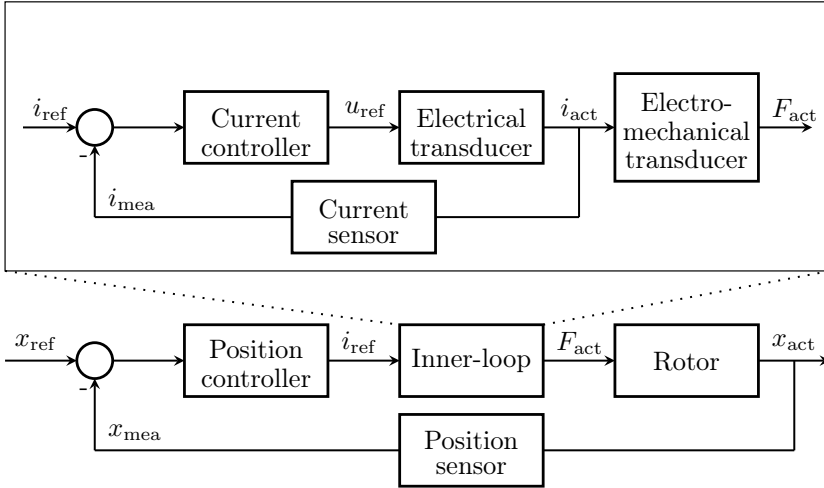 i_ref
Current
controller
u_ref
Electrical
transducer
i_act
Electro-
mechanical
transducer
F_act
-
i_mea
Current
sensor
x_ref
Position
controller
i_ref
Inner-loop
F_act
Rotor
x_act
-
x_mea
Position
sensor